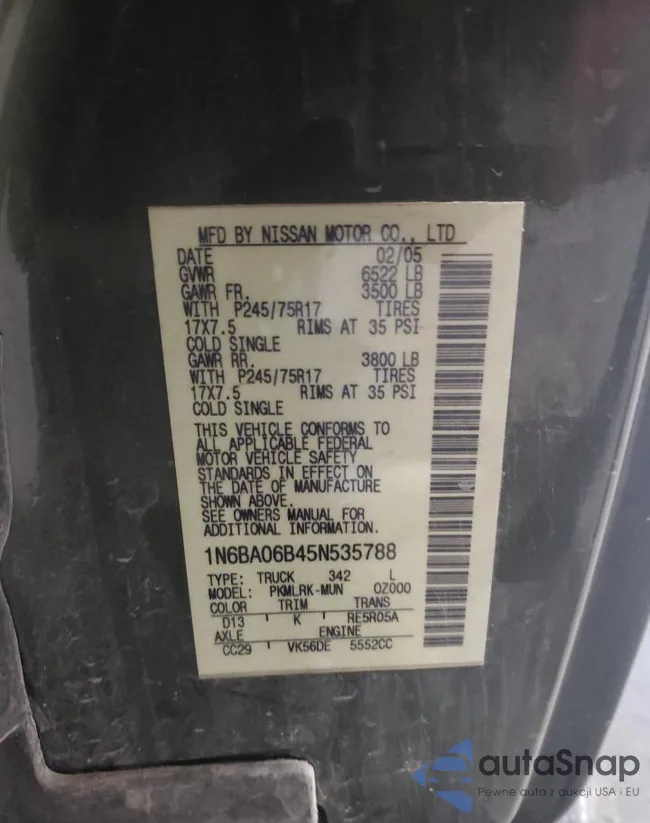 MFD BY NISSAN MOTOR CO., LTD
DATE 02/05
GVWR 6522 LB
GAWR FR. 3500 LB
WITH P245/75R17 TIRES
17X7.5 RIMS AT 35 PSI
COLD SINGLE
GAWR RR. 3800 LB
WITH P245/75R17 TIRES
17X7.5 RIMS AT 35 PSI
COLD SINGLE
THIS VEHICLE CONFORMS TO
ALL APPLICABLE FEDERAL
MOTOR VEHICLE SAFETY
STANDARDS IN EFFECT ON
THE DATE OF MANUFACTURE
SHOWN ABOVE.
SEE OWNERS MANUAL FOR
ADDITIONAL INFORMATION.
1N6BA06B45N535788
TYPE: TRUCK 342 L
MODEL: PKMLRK-MUN 0Z000
COLOR TRIM TRANS
D13 K RE5R05A
AXLE ENGINE
CC29 VK56DE 5552CC
autaSnap
Pewne auta z aukcji USA i EU